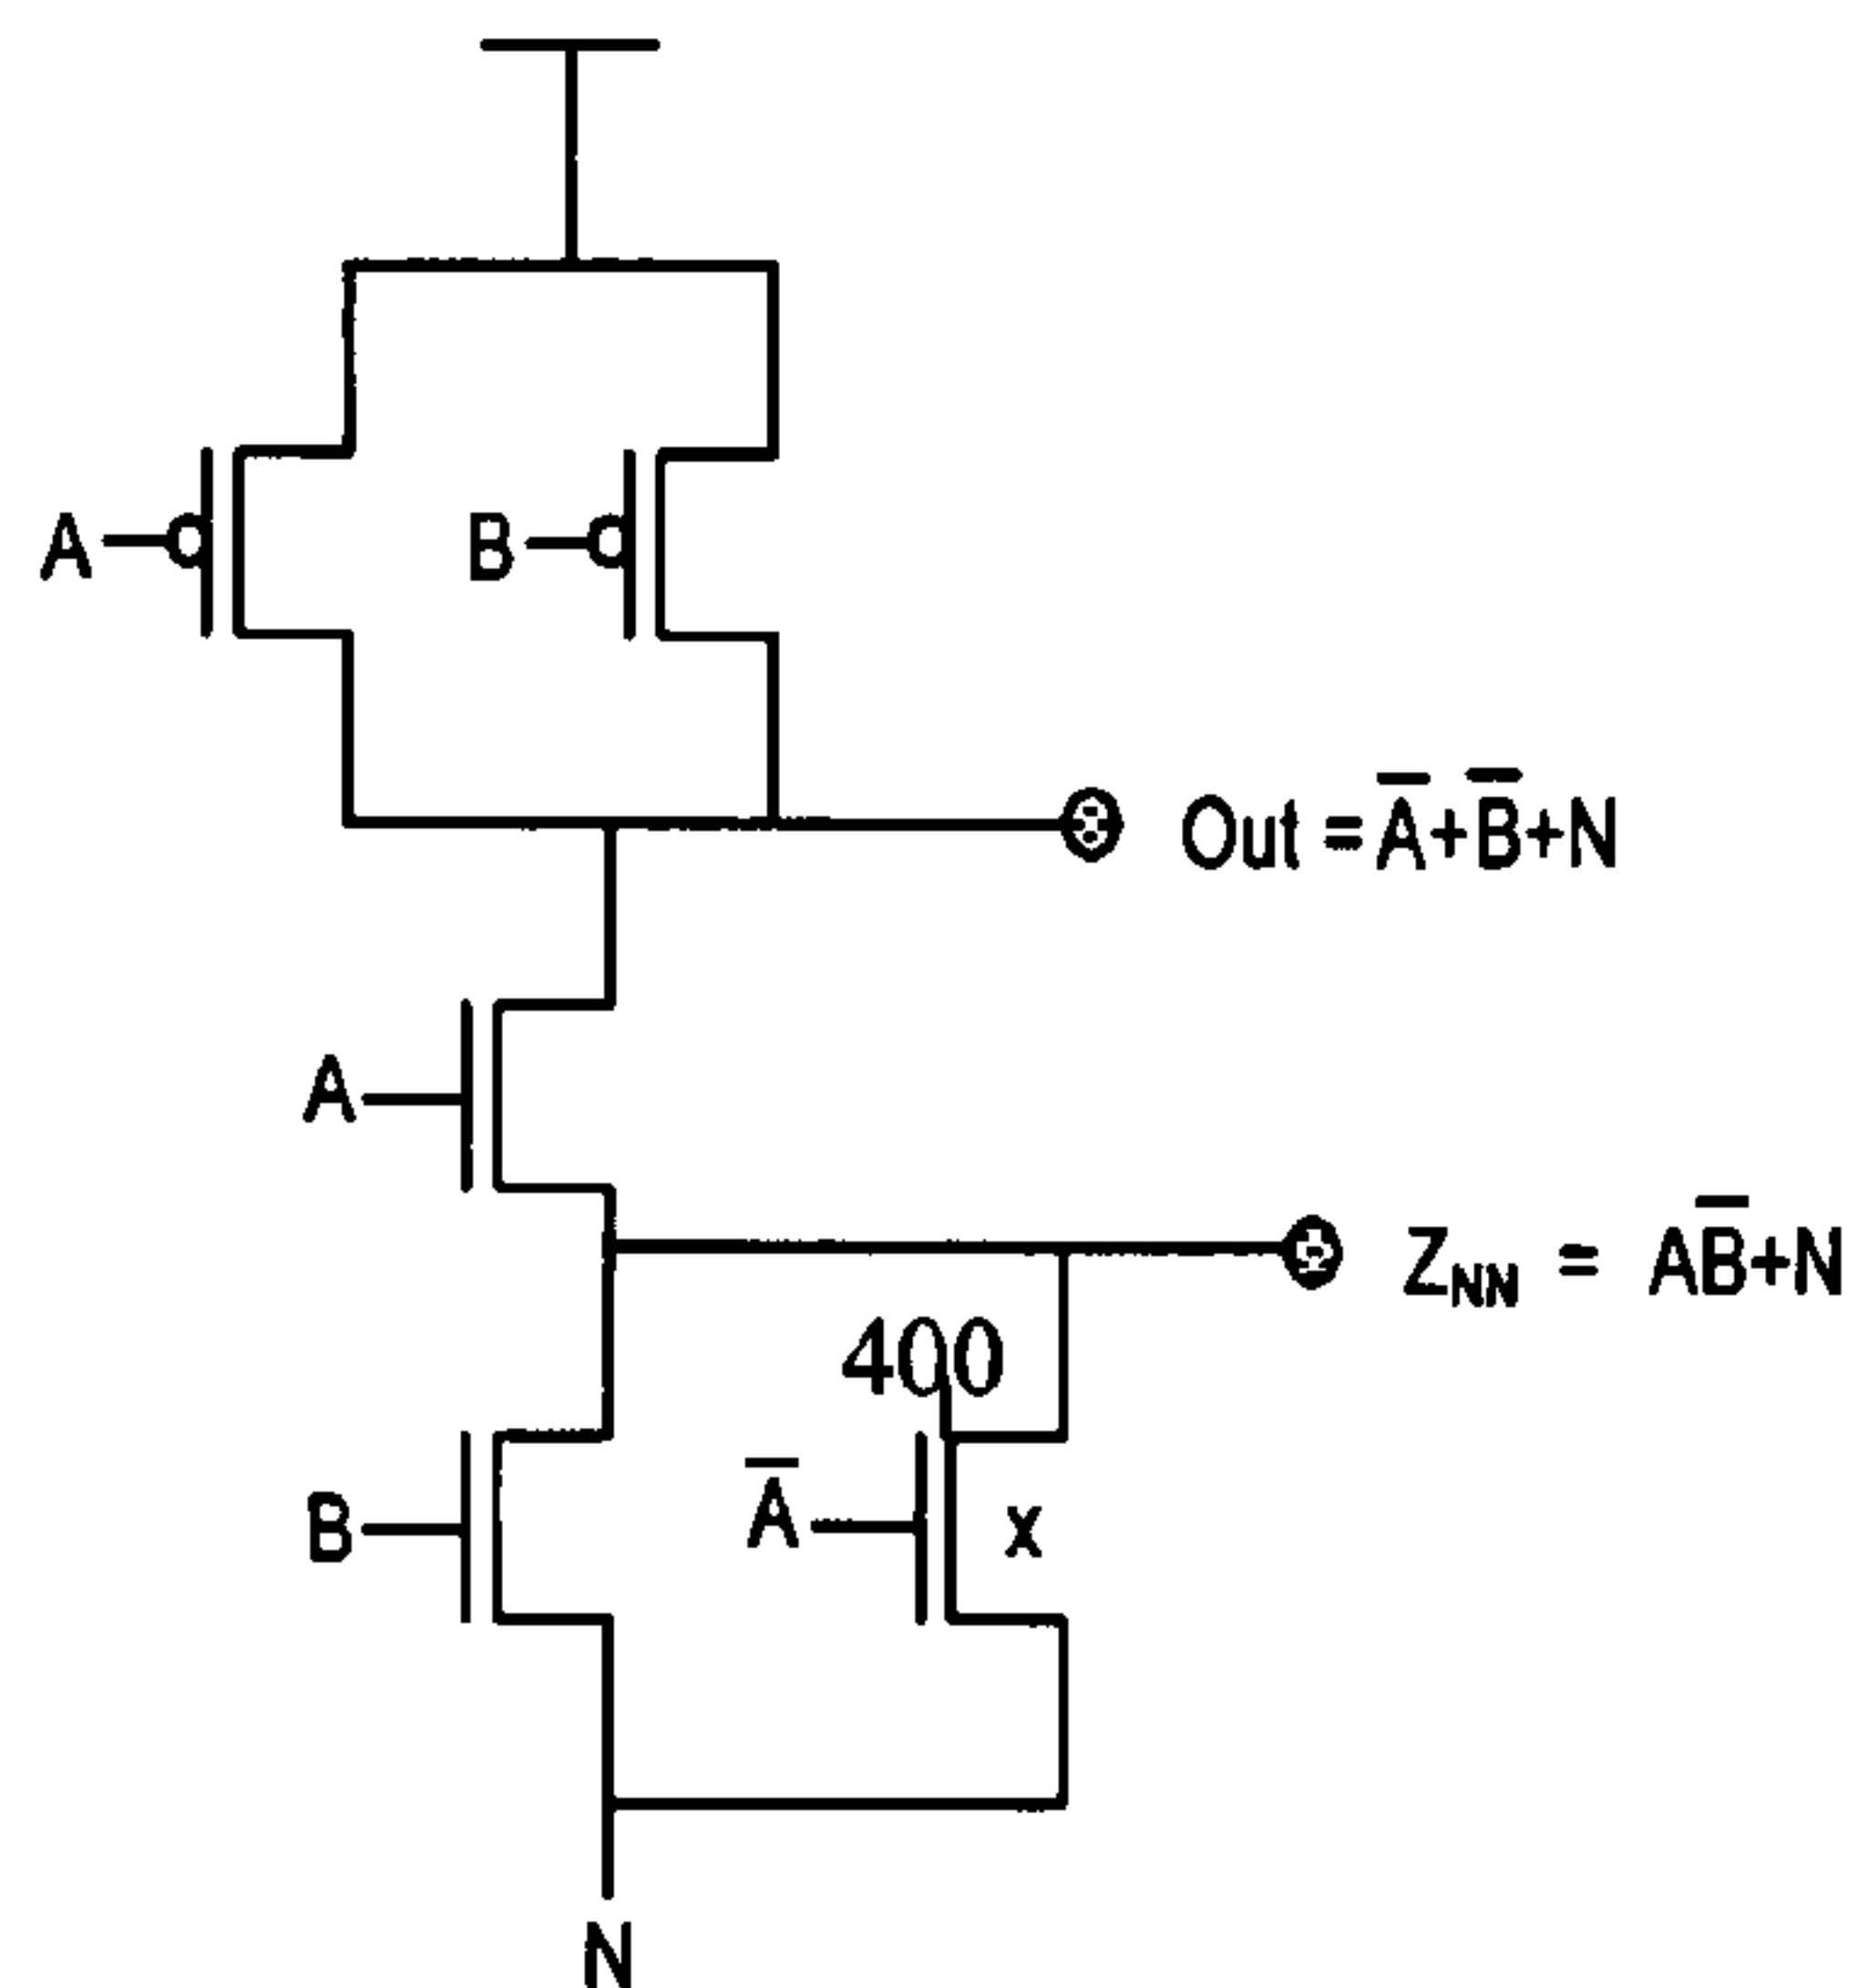 A
B
Out = A̅+B̅+N
A
Z_NN = AB̅+N
400
B
A̅
x
N